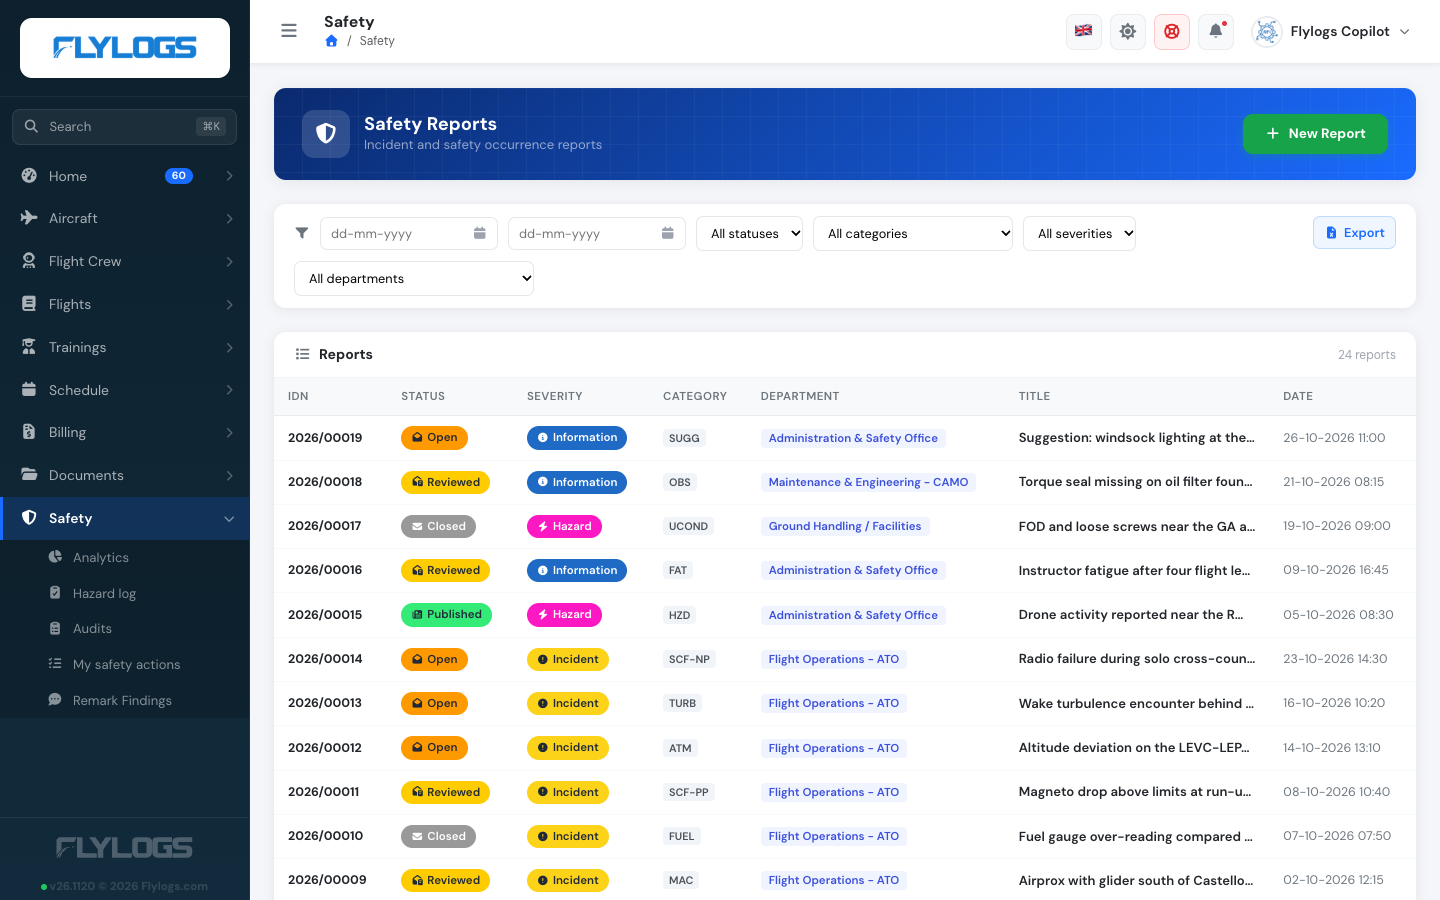 FLYLOGS
Search ⌘K
Home 60
Aircraft
Flight Crew
Flights
Trainings
Schedule
Billing
Documents
Safety
Analytics
Hazard log
Audits
My safety actions
Remark Findings
FLYLOGS
v26.1120 © 2026 Flylogs.com
Safety
/ Safety
Flylogs Copilot
Safety Reports
Incident and safety occurrence reports
New Report
dd-mm-yyyy dd-mm-yyyy All statuses All categories All severities Export
All departments
Reports 24 reports
IDN STATUS SEVERITY CATEGORY DEPARTMENT TITLE DATE
2026/00019 Open Information SUGG Administration & Safety Office Suggestion: windsock lighting at the... 26-10-2026 11:00
2026/00018 Reviewed Information OBS Maintenance & Engineering - CAMO Torque seal missing on oil filter foun... 21-10-2026 08:15
2026/00017 Closed Hazard UCOND Ground Handling / Facilities FOD and loose screws near the GA a... 19-10-2026 09:00
2026/00016 Reviewed Information FAT Administration & Safety Office Instructor fatigue after four flight le... 09-10-2026 16:45
2026/00015 Published Hazard HZD Administration & Safety Office Drone activity reported near the R... 05-10-2026 08:30
2026/00014 Open Incident SCF-NP Flight Operations - ATO Radio failure during solo cross-coun... 23-10-2026 14:30
2026/00013 Open Incident TURB Flight Operations - ATO Wake turbulence encounter behind ... 16-10-2026 10:20
2026/00012 Open Incident ATM Flight Operations - ATO Altitude deviation on the LEVC-LEP... 14-10-2026 13:10
2026/00011 Reviewed Incident SCF-PP Flight Operations - ATO Magneto drop above limits at run-u... 08-10-2026 10:40
2026/00010 Closed Incident FUEL Flight Operations - ATO Fuel gauge over-reading compared ... 07-10-2026 07:50
2026/00009 Reviewed Incident MAC Flight Operations - ATO Airprox with glider south of Castello... 02-10-2026 12:15